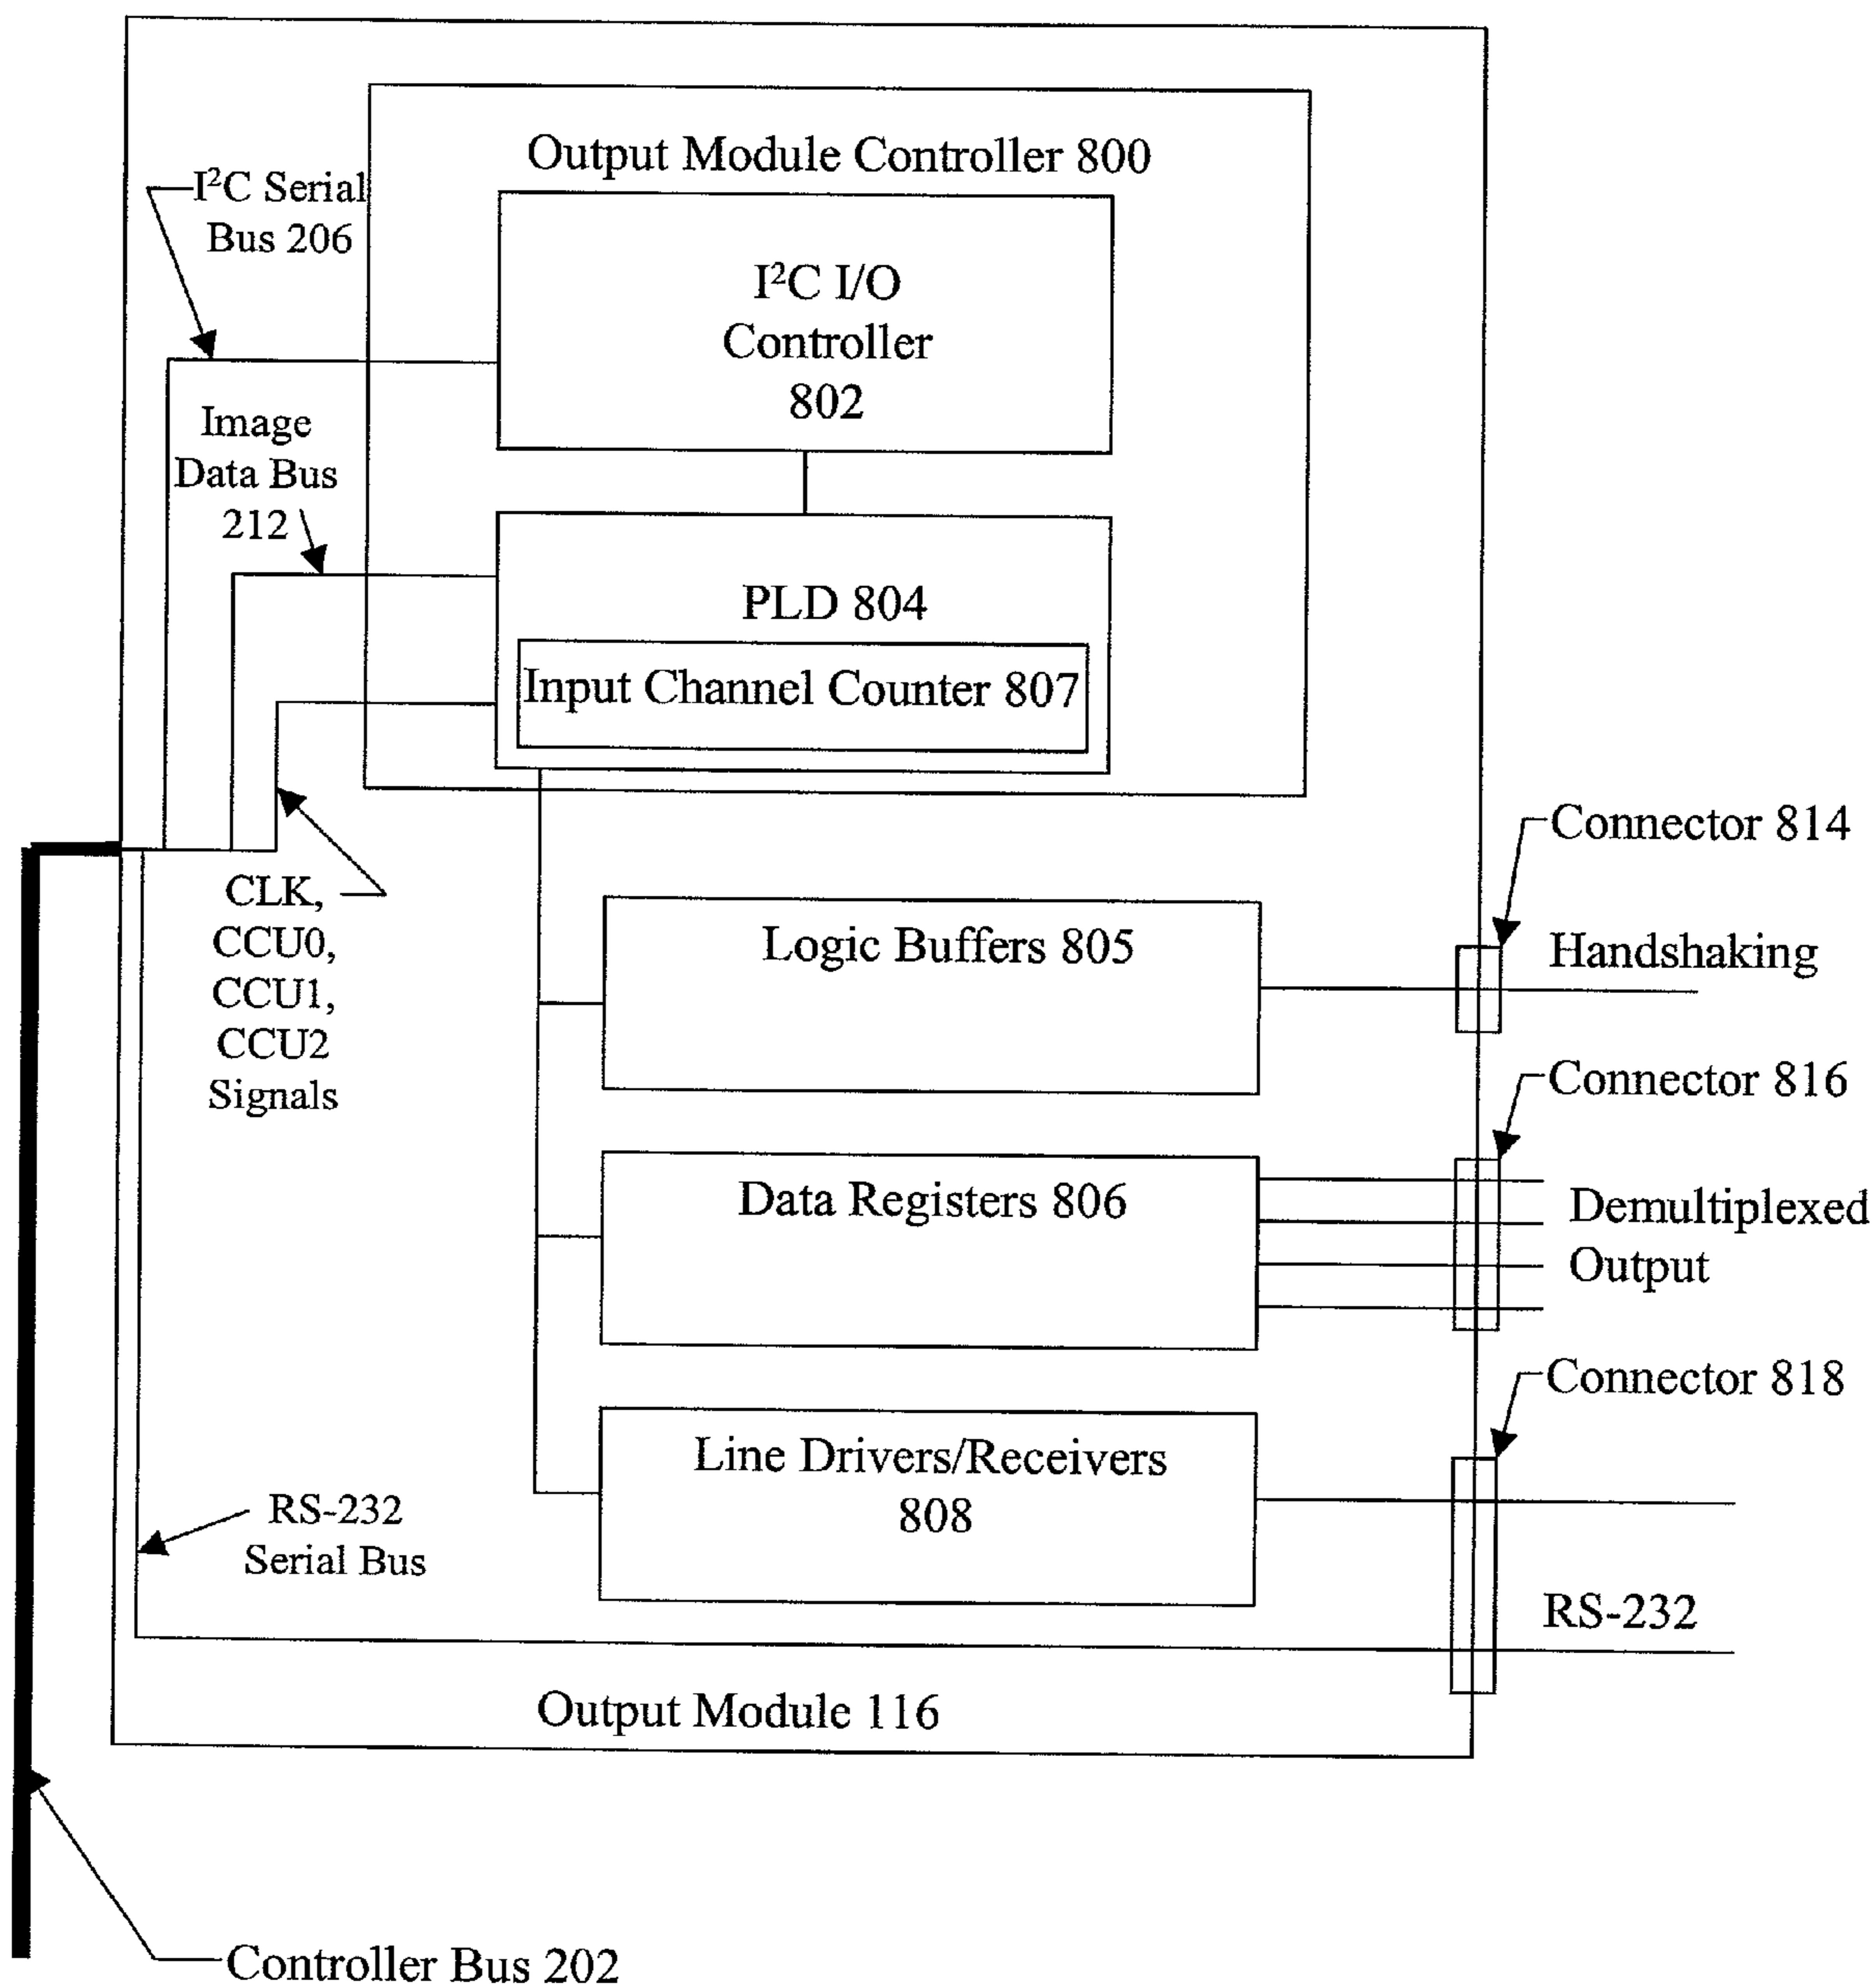 Output Module Controller 800
I²C Serial
Bus 206
I²C I/O
Controller
802
Image
Data Bus
212
PLD 804
Input Channel Counter 807
CLK,
CCU0,
CCU1,
CCU2
Signals
Connector 814
Logic Buffers 805
Handshaking
Connector 816
Data Registers 806
Demultiplexed
Output
Connector 818
Line Drivers/Receivers
808
RS-232
Serial Bus
RS-232
Output Module 116
Controller Bus 202